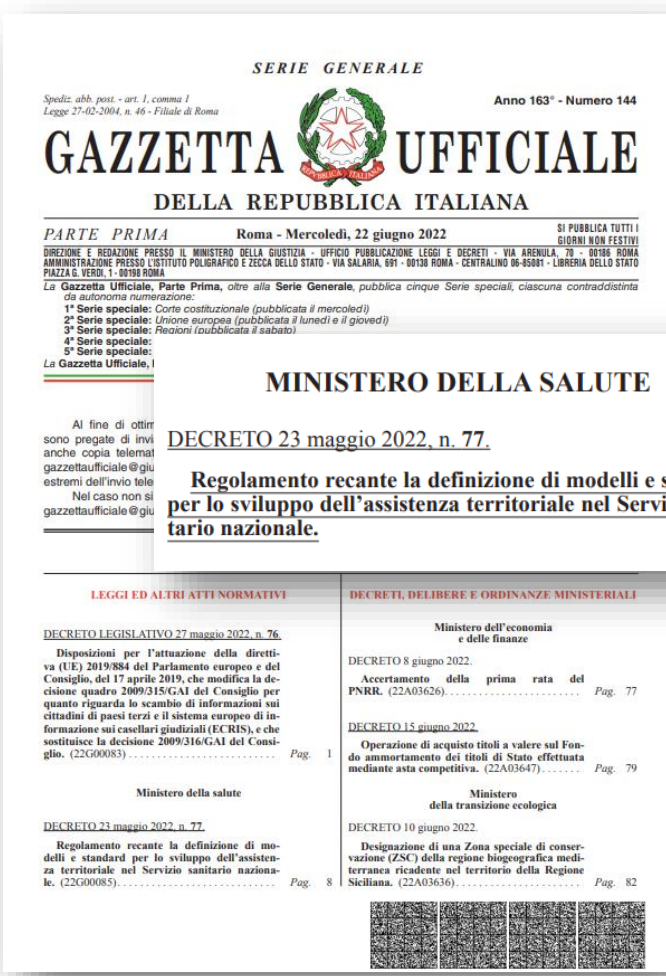 SERIE GENERALE
Spediz. abb. post. - art. 1, comma 1
Legge 27-02-2004, n. 46 - Filiale di Roma
Anno 163° - Numero 144
GAZZETTA UFFICIALE
REPVBBLICA ITALIANA
DELLA REPUBBLICA ITALIANA
PARTE PRIMA
Roma - Mercoledì, 22 giugno 2022
SI PUBBLICA TUTTI I
GIORNI NON FESTIVI
DIREZIONE E REDAZIONE PRESSO IL MINISTERO DELLA GIUSTIZIA - UFFICIO PUBBLICAZIONE LEGGI E DECRETI - VIA ARENULA, 70 - 00186 ROMA
AMMINISTRAZIONE PRESSO L'ISTITUTO POLIGRAFICO E ZECCA DELLO STATO - VIA SALARIA, 691 - 00138 ROMA - CENTRALINO 06-85081 - LIBRERIA DELLO STATO
PIAZZA G. VERDI, 1 - 00198 ROMA
La Gazzetta Ufficiale, Parte Prima, oltre alla Serie Generale, pubblica cinque Serie speciali, ciascuna contraddistinta
da autonoma numerazione:
1ª Serie speciale: Corte costituzionale (pubblicata il mercoledì)
2ª Serie speciale: Unione europea (pubblicata il lunedì e il giovedì)
3ª Serie speciale: Regioni (pubblicata il sabato)
4ª Serie speciale:
5ª Serie speciale:
La Gazzetta Ufficiale,
Al fine di ottim
sono pregate di invi
anche copia telemat
gazzettaufficiale@giu
estremi dell'invio tele
Nel caso non si
gazzettaufficiale@giu
MINISTERO DELLA SALUTE
DECRETO 23 maggio 2022, n. 77.
Regolamento recante la definizione di modelli e s
per lo sviluppo dell'assistenza territoriale nel Servi
tario nazionale.
LEGGI ED ALTRI ATTI NORMATIVI
DECRETO LEGISLATIVO 27 maggio 2022, n. 76.
Disposizioni per l'attuazione della diretti-
va (UE) 2019/884 del Parlamento europeo e del
Consiglio, del 17 aprile 2019, che modifica la de-
cisione quadro 2009/315/GAI del Consiglio per
quanto riguarda lo scambio di informazioni sui
cittadini di paesi terzi e il sistema europeo di in-
formazione sui casellari giudiziali (ECRIS), e che
sostituisce la decisione 2009/316/GAI del Consi-
glio. (22G00083) . . . . . . . . . . . . . . . . . . . . . . . . . . Pag. 1
Ministero della salute
DECRETO 23 maggio 2022, n. 77.
Regolamento recante la definizione di mo-
delli e standard per lo sviluppo dell'assisten-
za territoriale nel Servizio sanitario naziona-
le. (22G00085) . . . . . . . . . . . . . . . . . . . . . . . . . . . . Pag. 8
DECRETI, DELIBERE E ORDINANZE MINISTERIALI
Ministero dell'economia
e delle finanze
DECRETO 8 giugno 2022.
Accertamento della prima rata del
PNRR. (22A03626) . . . . . . . . . . . . . . . . . . . . . . . . Pag. 77
DECRETO 15 giugno 2022.
Operazione di acquisto titoli a valere sul Fon-
do ammortamento dei titoli di Stato effettuata
mediante asta competitiva. (22A03647) . . . . . . . Pag. 79
Ministero
della transizione ecologica
DECRETO 10 giugno 2022.
Designazione di una Zona speciale di conser-
vazione (ZSC) della regione biogeografica medi-
terranea ricadente nel territorio della Regione
Siciliana. (22A03636) . . . . . . . . . . . . . . . . . . . . . . Pag. 82